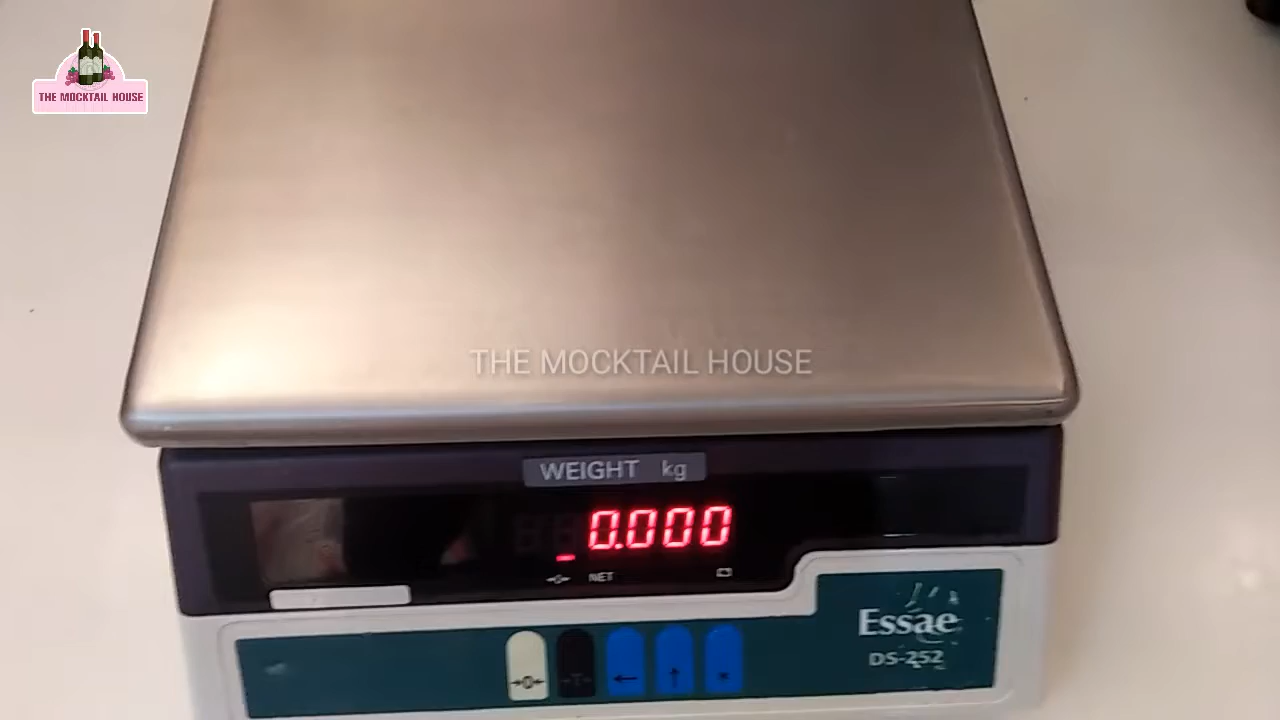 THE MOCKTAIL HOUSE
THE MOCKTAIL HOUSE
WEIGHT kg
0.000
NET
Essae
DS-252